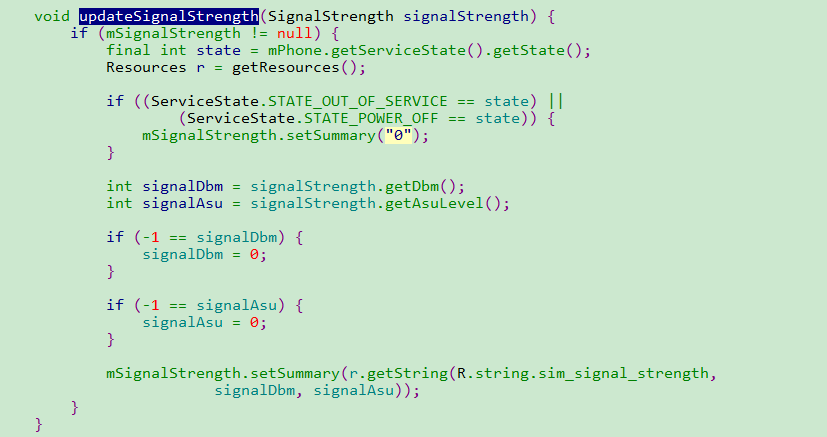 void updateSignalStrength(SignalStrength signalStrength) {
if (mSignalStrength != null) {
final int state = mPhone.getServiceState().getState();
Resources r = getResources();
if ((ServiceState.STATE_OUT_OF_SERVICE == state) ||
(ServiceState.STATE_POWER_OFF == state)) {
mSignalStrength.setSummary("0");
}
int signalDbm = signalStrength.getDbm();
int signalAsu = signalStrength.getAsuLevel();
if (-1 == signalDbm) {
signalDbm = 0;
}
if (-1 == signalAsu) {
signalAsu = 0;
}
mSignalStrength.setSummary(r.getString(R.string.sim_signal_strength,
signalDbm, signalAsu));
}
}